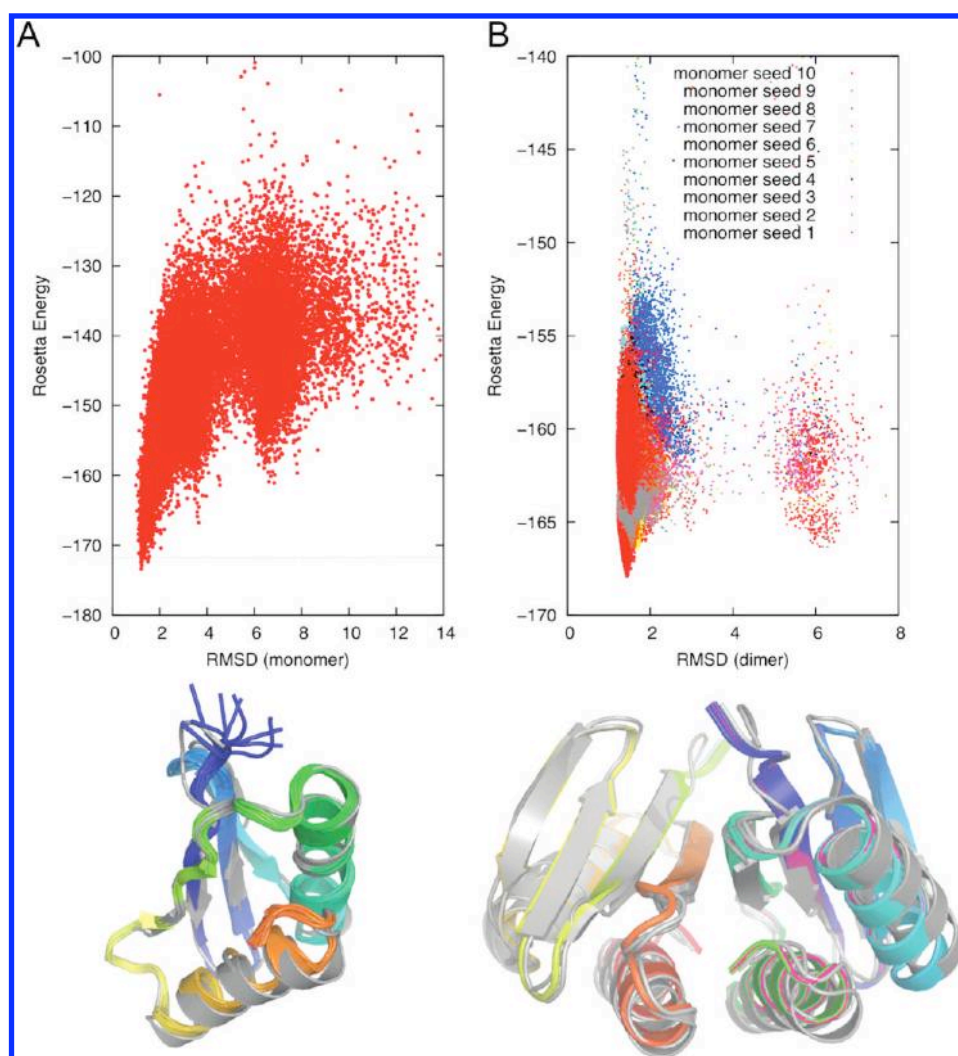 A
B
−100
−110
−120
−130
−140
−150
−160
−170
−180
Rosetta Energy
0 2 4 6 8 10 12 14
RMSD (monomer)
−140
−145
−150
−155
−160
−165
−170
Rosetta Energy
monomer seed 10
monomer seed 9
monomer seed 8
monomer seed 7
monomer seed 6
monomer seed 5
monomer seed 4
monomer seed 3
monomer seed 2
monomer seed 1
0 2 4 6 8
RMSD (dimer)